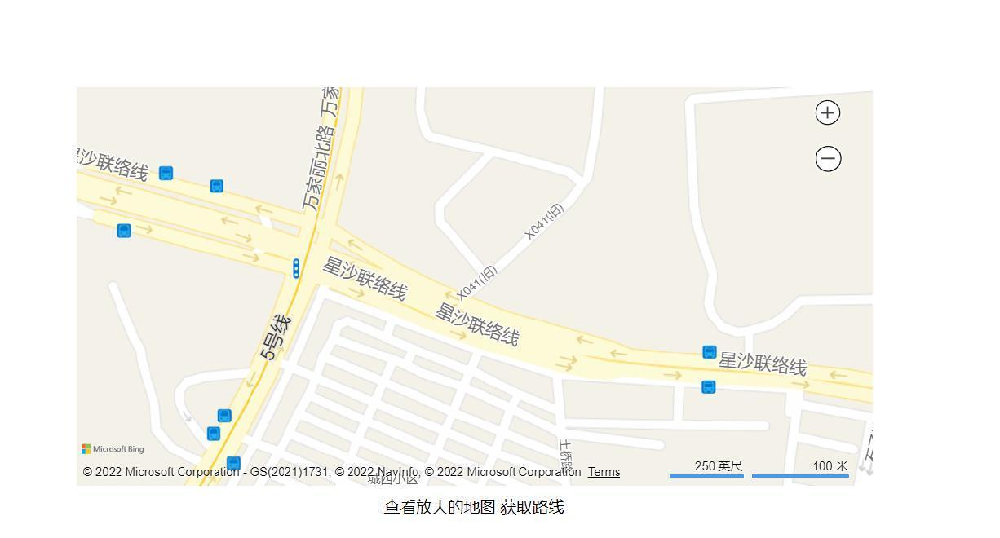 万家丽北路 万家
星沙联络线
X041(旧)
X041(旧)
星沙联络线
星沙联络线
5号线
星沙联络线
土桥路
Microsoft Bing
城西小区
© 2022 Microsoft Corporation - GS(2021)1731, © 2022 NavInfo, © 2022 Microsoft Corporation Terms
250 英尺
100 米
查看放大的地图 获取路线